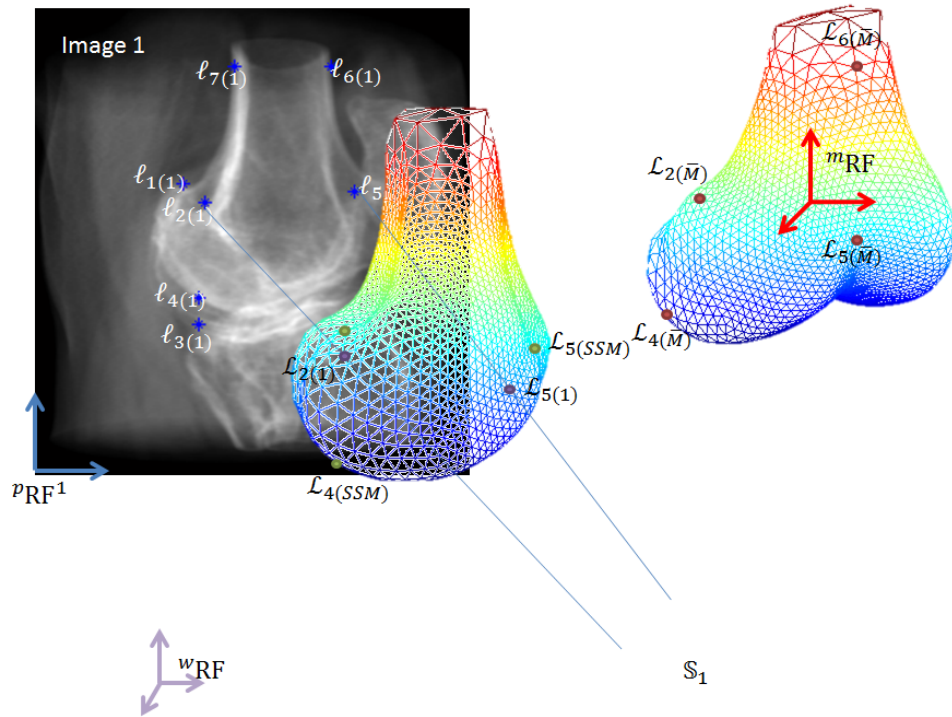 Image 1
ℓ₇₍₁₎
ℓ₆₍₁₎
ℓ₁₍₁₎
ℓ₂₍₁₎
ℓ₅
ℓ₄₍₁₎
ℓ₃₍₁₎
ℒ₂₍₁₎
ℒ₅₍SSM₎
ℒ₅₍₁₎
ℒ₄₍SSM₎
ᵖRF¹
ʷRF
𝕊₁
ℒ₆₍M̄₎
ᵐRF
ℒ₂₍M̄₎
ℒ₅₍M̄₎
ℒ₄₍M̄₎